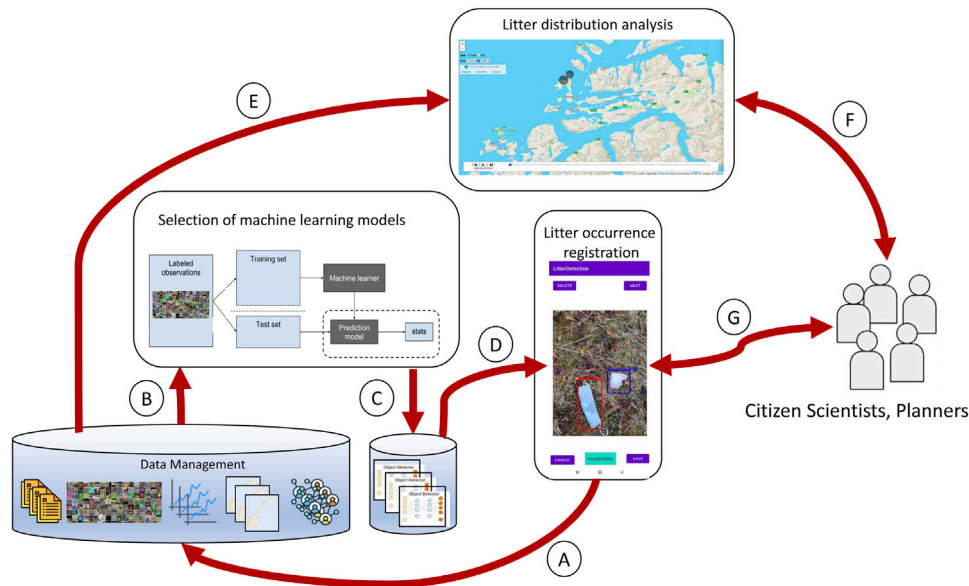 Litter distribution analysis
E
F
Selection of machine learning models
Labeled
observations
Training set
Machine learner
Test set
Prediction
model
stats
Litter occurrence
registration
LitterDetection
DELETE
NEXT
CANCEL
SAVE
D
G
B
C
Citizen Scientists, Planners
Data Management
Object Detector
Object Detector
Object Detector
A